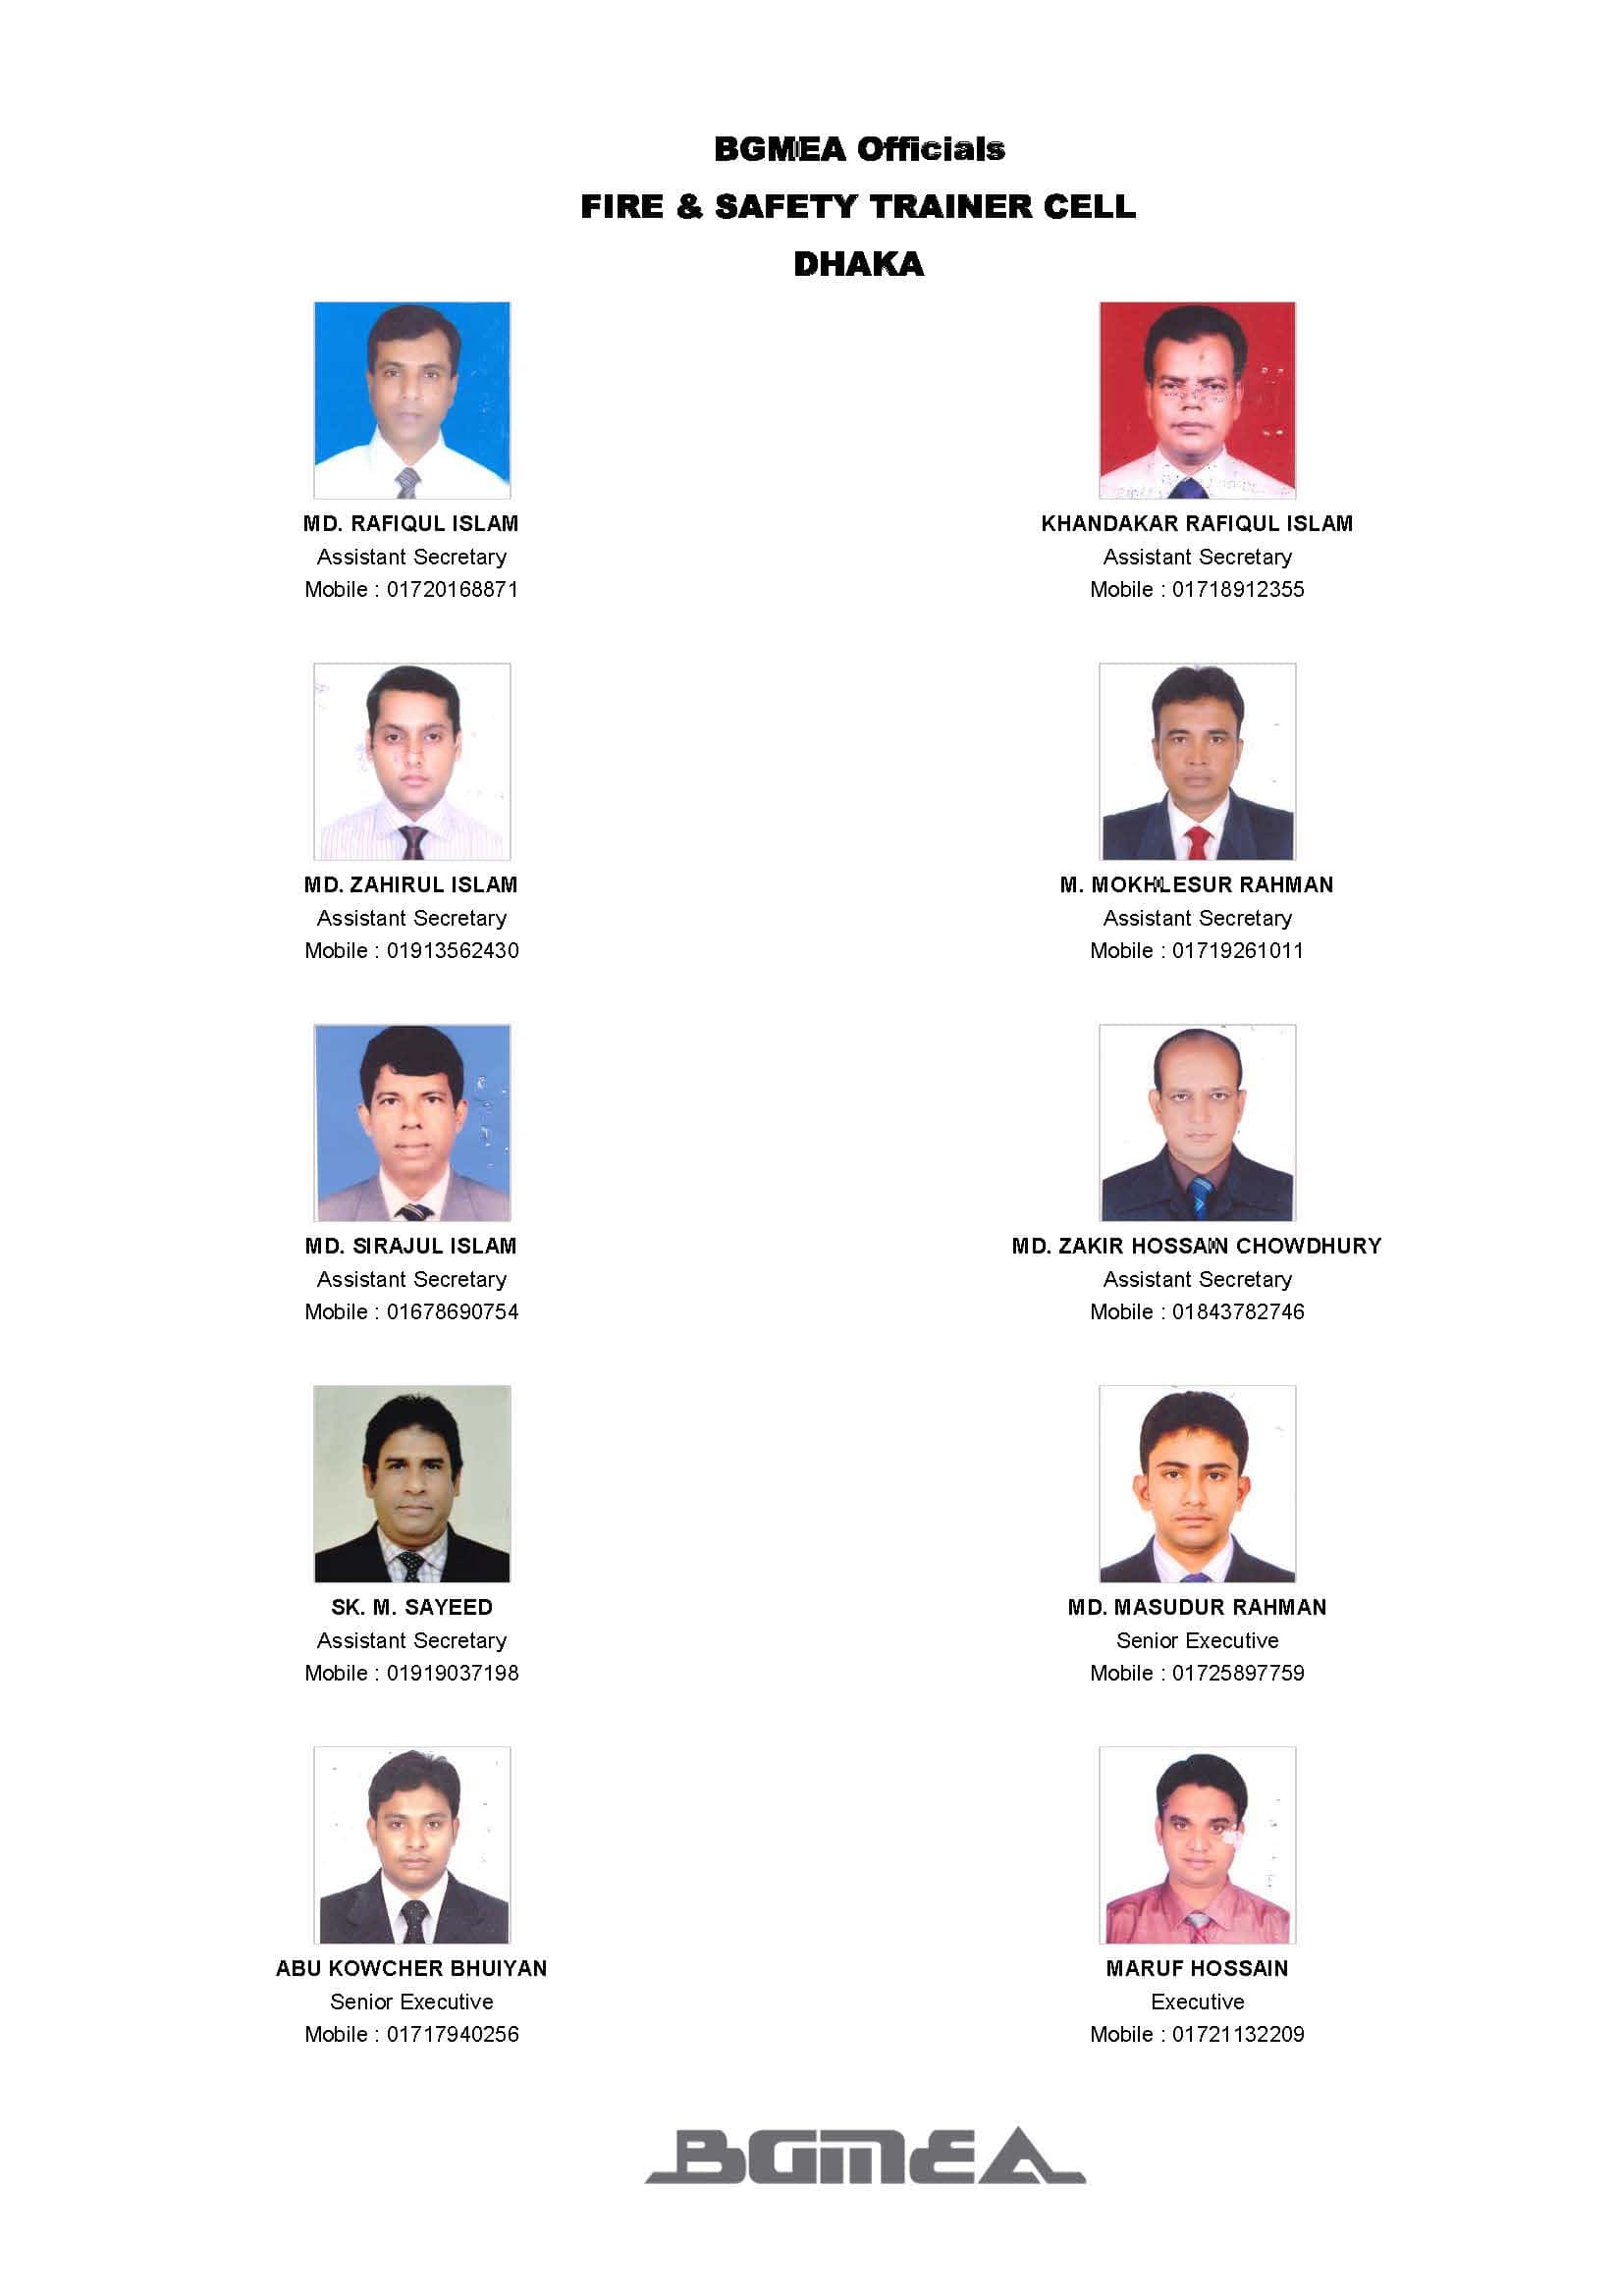 BGMEA Officials
FIRE & SAFETY TRAINER CELL
DHAKA
MD. RAFIQUL ISLAM
Assistant Secretary
Mobile : 01720168871
KHANDAKAR RAFIQUL ISLAM
Assistant Secretary
Mobile : 01718912355
MD. ZAHIRUL ISLAM
Assistant Secretary
Mobile : 01913562430
M. MOKHLESUR RAHMAN
Assistant Secretary
Mobile : 01719261011
MD. SIRAJUL ISLAM
Assistant Secretary
Mobile : 01678690754
MD. ZAKIR HOSSAIN CHOWDHURY
Assistant Secretary
Mobile : 01843782746
SK. M. SAYEED
Assistant Secretary
Mobile : 01919037198
MD. MASUDUR RAHMAN
Senior Executive
Mobile : 01725897759
ABU KOWCHER BHUIYAN
Senior Executive
Mobile : 01717940256
MARUF HOSSAIN
Executive
Mobile : 01721132209
BGMEA